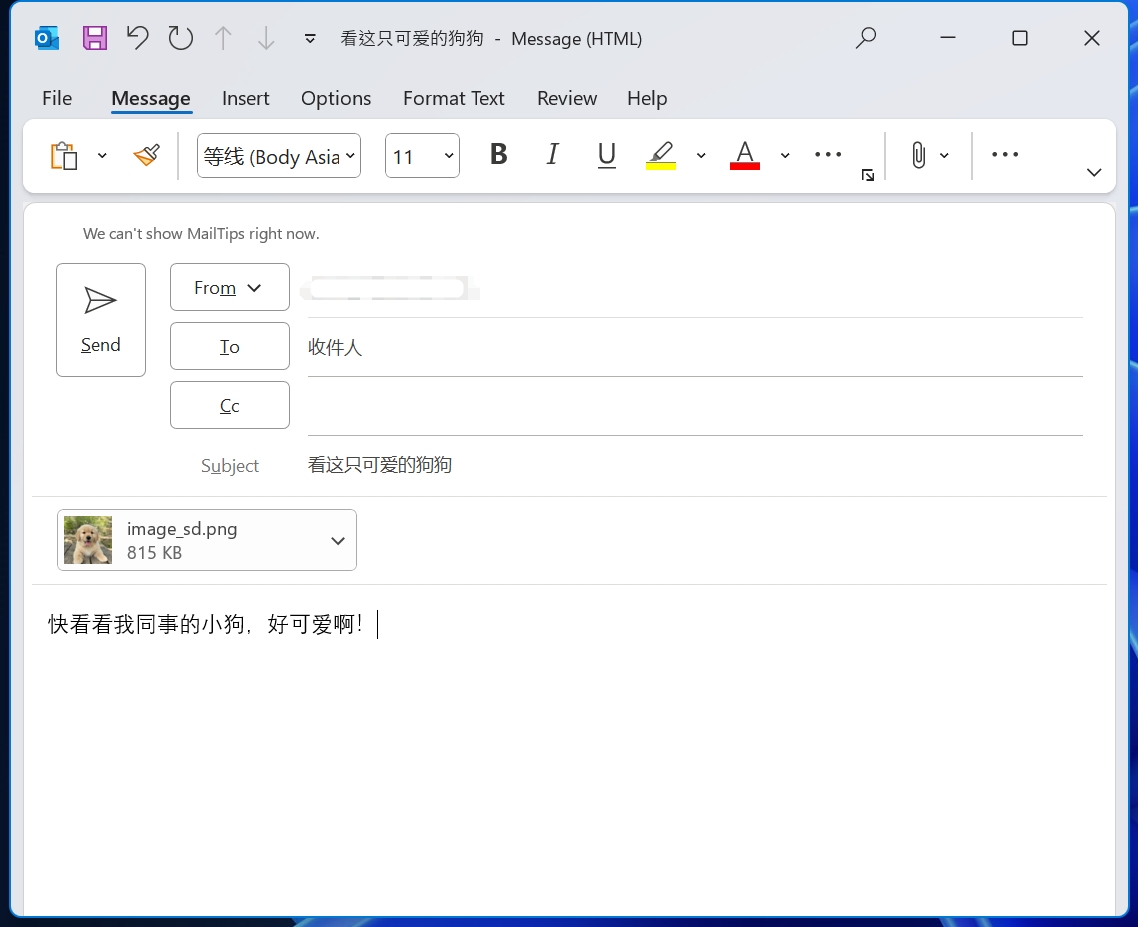 看这只可爱的狗狗 - Message (HTML)
File Message Insert Options Format Text Review Help
等线 (Body Asia 11 B I U A
We can't show MailTips right now.
From
Send
To 收件人
Cc
Subject 看这只可爱的狗狗
image_sd.png
815 KB
快看看我同事的小狗，好可爱啊！